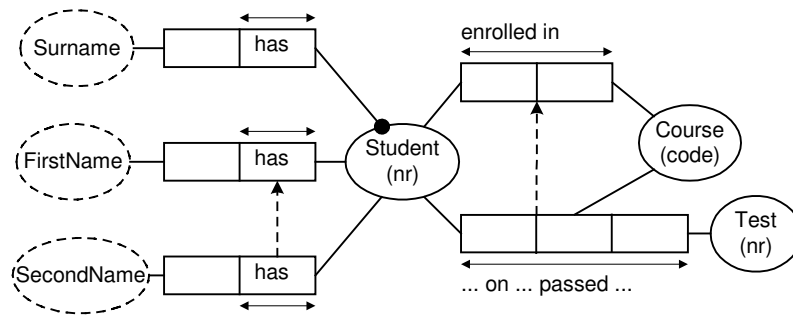 Surname
has
enrolled in
FirstName
has
Student
(nr)
Course
(code)
SecondName
has
Test
(nr)
... on ... passed ...